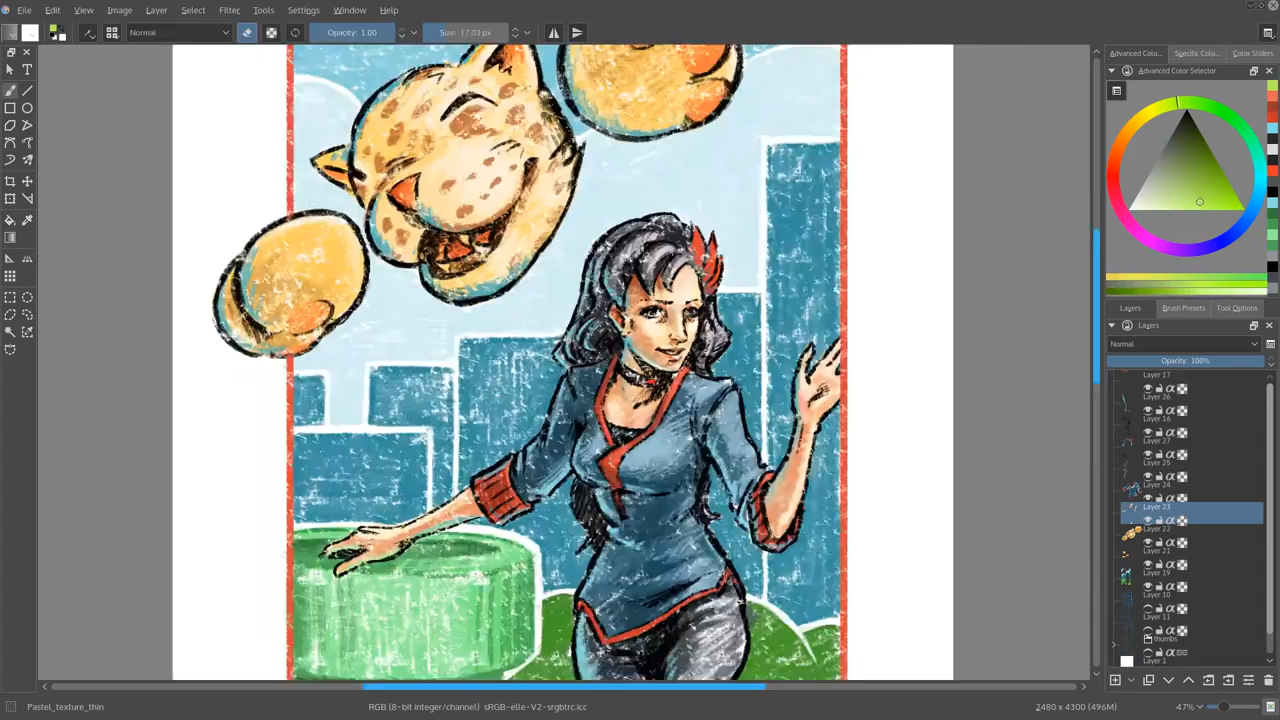 File Edit View Image Layer Select Filter Tools Settings Window Help
Normal Opacity: 1.00 Size: 17.03 px
Advanced Colo... Specific Colo... Color Sliders
Advanced Color Selector
Layers Brush Presets Tool Options
Layers
Normal
Opacity: 100%
Layer 17
Layer 26
Layer 16
Layer 27
Layer 25
Layer 24
Layer 23
Layer 22
Layer 21
Layer 19
Layer 10
Layer 11
thumbs
Layer 1
Pastel_texture_thin RGB (8-bit integer/channel) sRGB-elle-V2-srgbtrc.icc 2480 x 4300 (496M) 47%